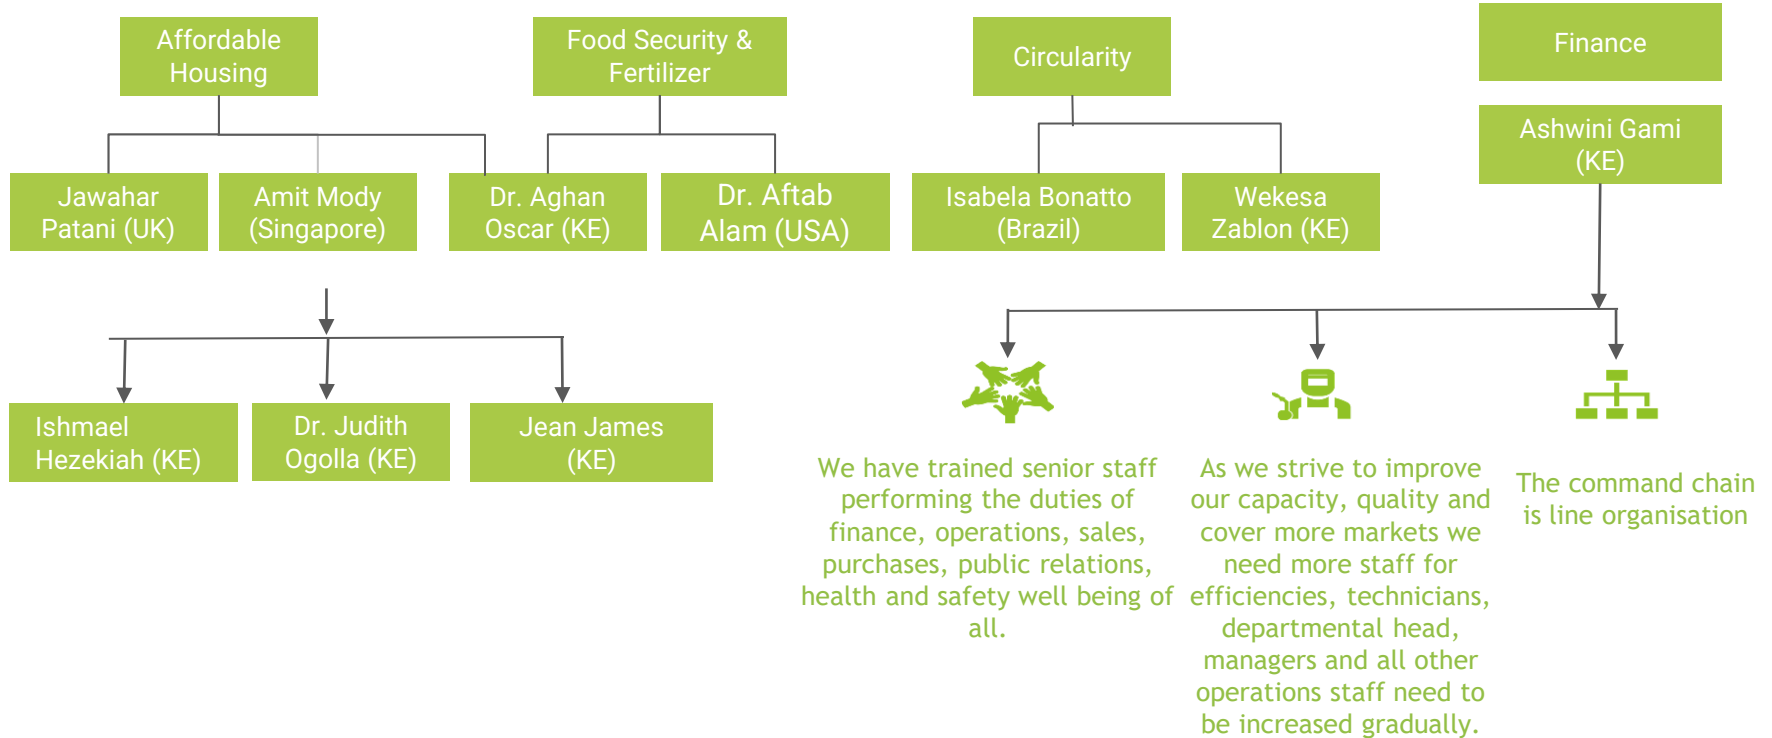 Affordable
Housing
Food Security &
Fertilizer
Circularity
Finance
Ashwini Gami
(KE)
Jawahar
Patani (UK)
Amit Mody
(Singapore)
Dr. Aghan
Oscar (KE)
Dr. Aftab
Alam (USA)
Isabela Bonatto
(Brazil)
Wekesa
Zablon (KE)
Ishmael
Hezekiah (KE)
Dr. Judith
Ogolla (KE)
Jean James
(KE)
We have trained senior staff
performing the duties of
finance, operations, sales,
purchases, public relations,
health and safety well being of
all.
As we strive to improve
our capacity, quality and
cover more markets we
need more staff for
efficiencies, technicians,
departmental head,
managers and all other
operations staff need to
be increased gradually.
The command chain
is line organisation